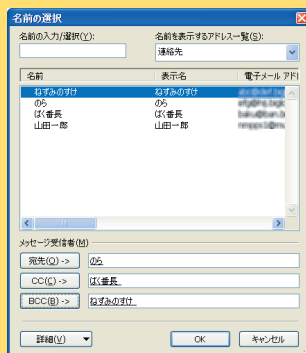 名前の選択
名前の入力/選択(Y): 名前を表示するアドレス一覧(S):
連絡先
名前 表示名 電子メール アドレ
ねずみのすけ ねずみのすけ
のら のら
ばく番長 ばく番長
山田一郎 山田一郎
メッセージ受信者(M)
宛先(O) -> のら
CC(C) -> ばく番長
BCC(B) -> ねずみのすけ
詳細(V) OK キャンセル